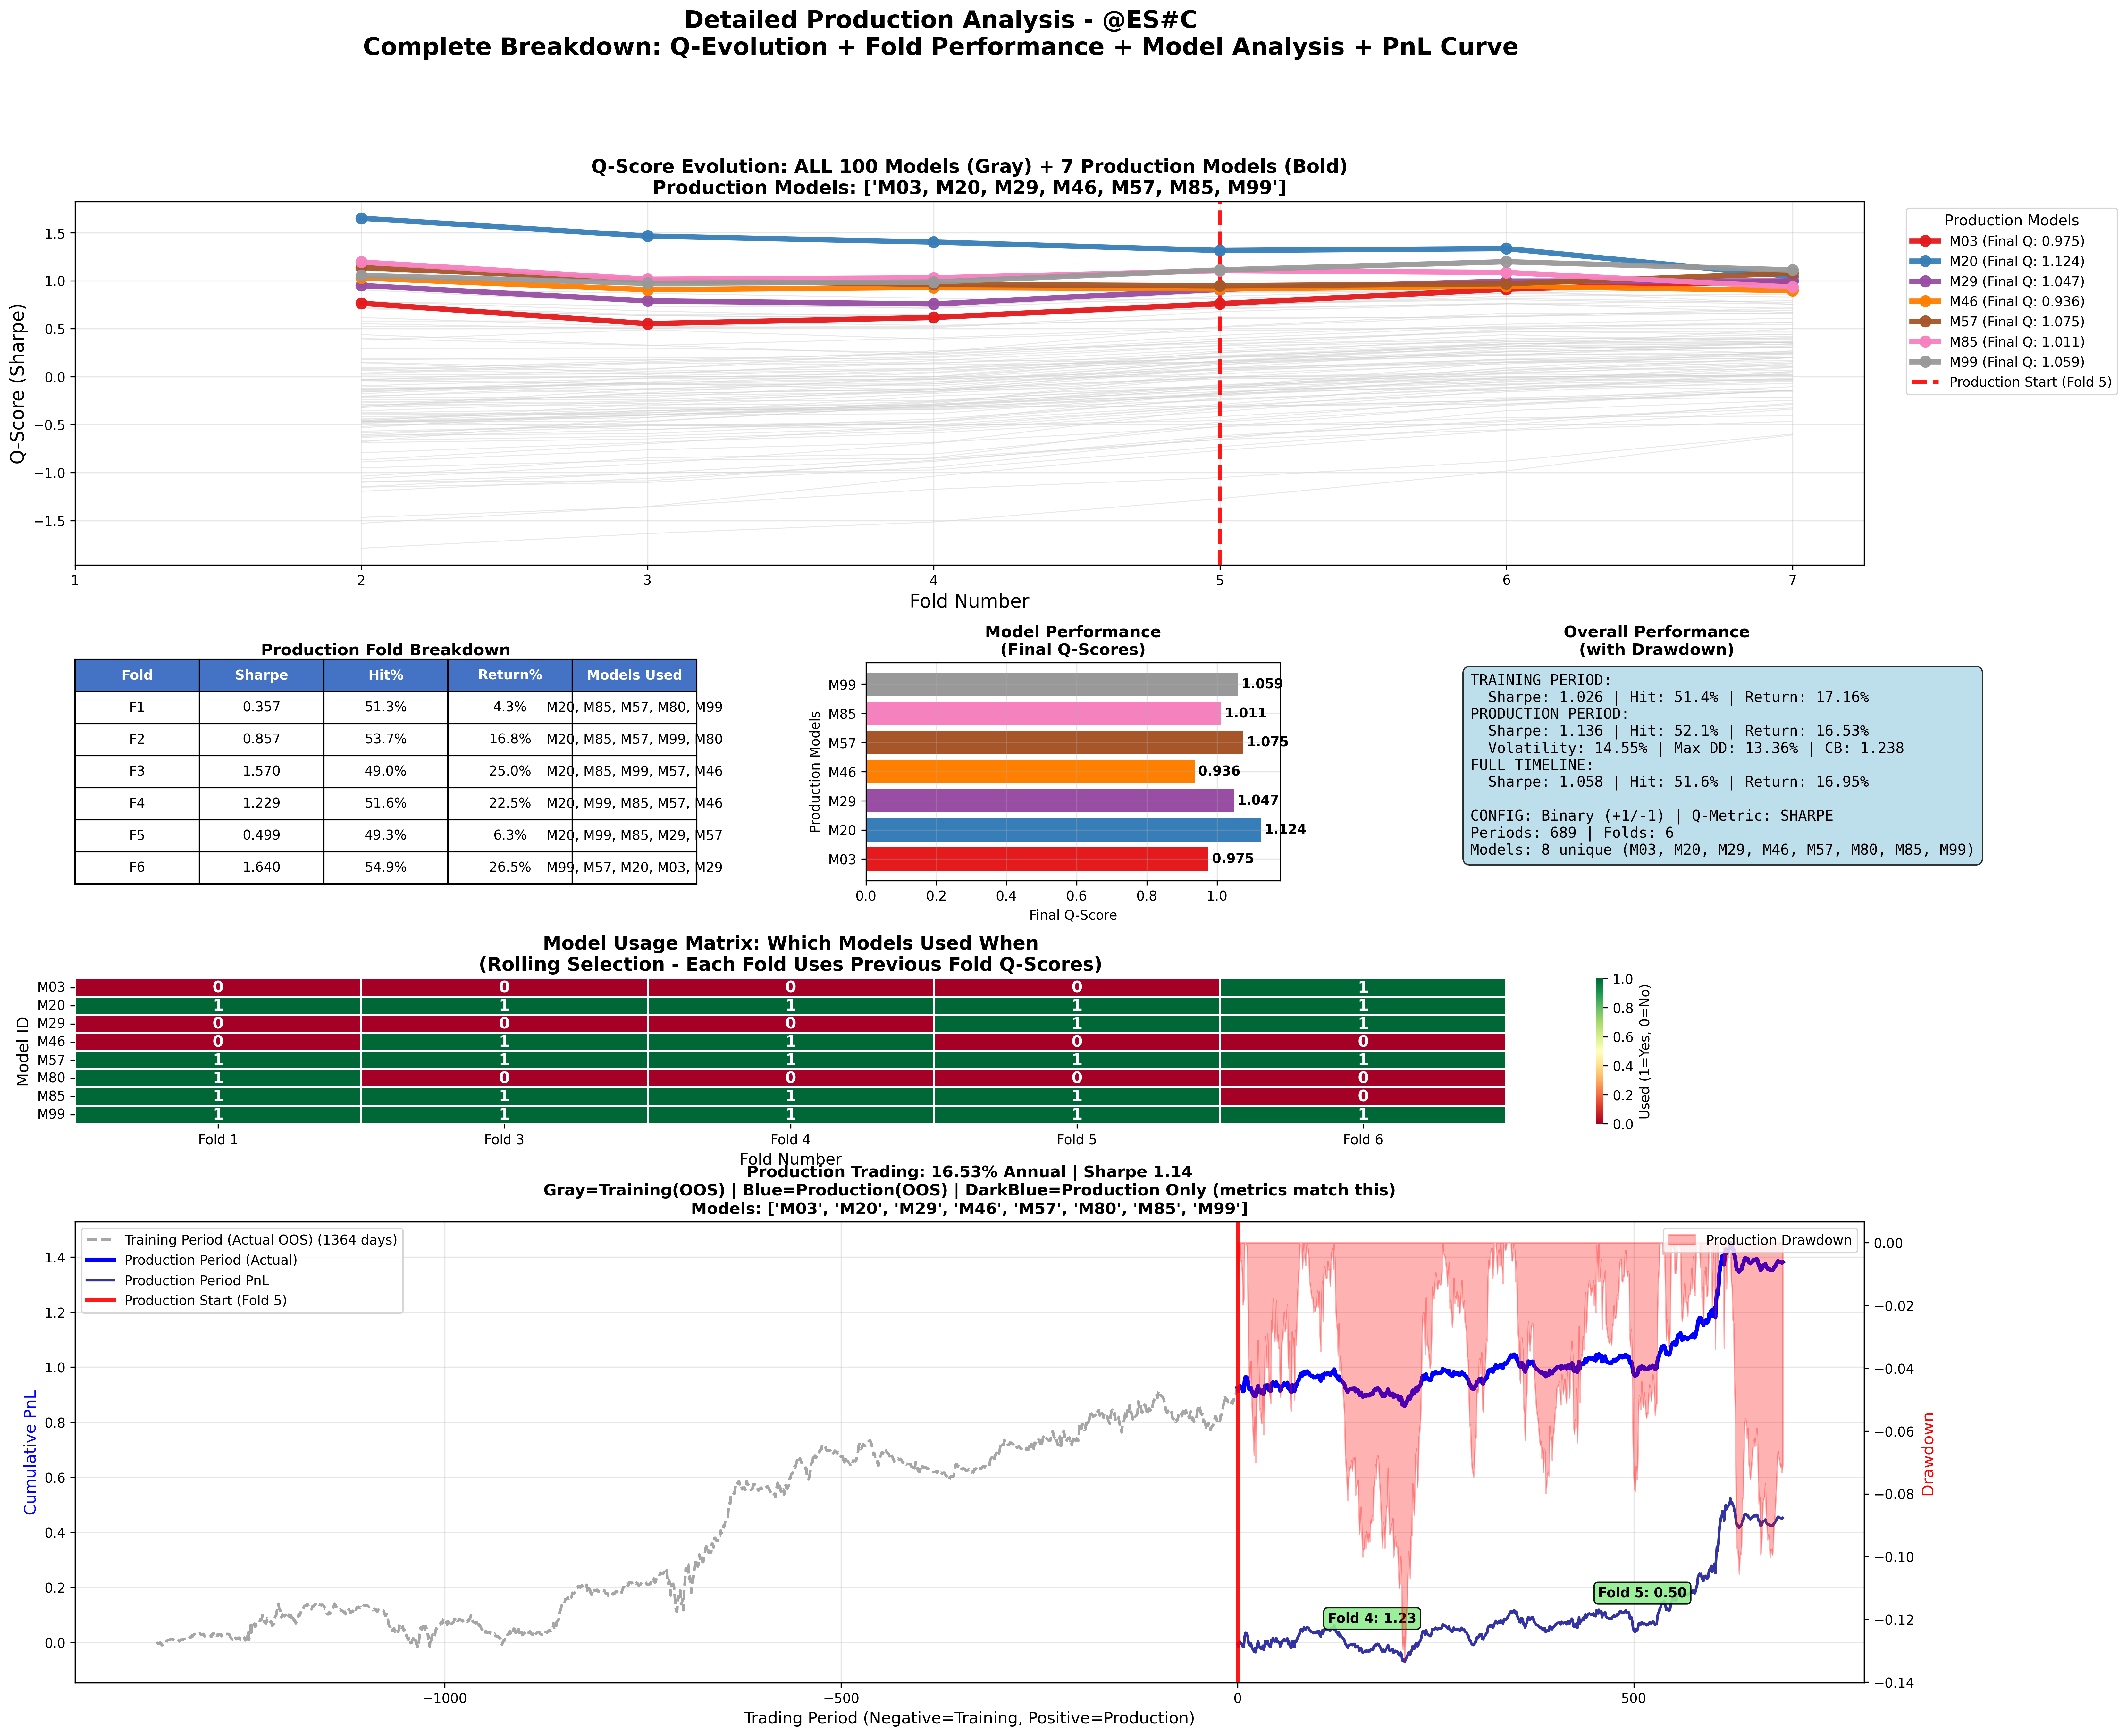 Detailed Production Analysis - @ES#C
Complete Breakdown: Q-Evolution + Fold Performance + Model Analysis + PnL Curve
Q-Score Evolution: ALL 100 Models (Gray) + 7 Production Models (Bold)
Production Models: ['M03, M20, M29, M46, M57, M85, M99']
Q-Score (Sharpe)
1.5
1.0
0.5
0.0
−0.5
−1.0
−1.5
1 2 3 4 5 6 7
Fold Number
Production Models
M03 (Final Q: 0.975)
M20 (Final Q: 1.124)
M29 (Final Q: 1.047)
M46 (Final Q: 0.936)
M57 (Final Q: 1.075)
M85 (Final Q: 1.011)
M99 (Final Q: 1.059)
Production Start (Fold 5)
Production Fold Breakdown
Fold Sharpe Hit% Return% Models Used
F1 0.357 51.3% 4.3% M20, M85, M57, M80, M99
F2 0.857 53.7% 16.8% M20, M85, M57, M99, M80
F3 1.570 49.0% 25.0% M20, M85, M99, M57, M46
F4 1.229 51.6% 22.5% M20, M99, M85, M57, M46
F5 0.499 49.3% 6.3% M20, M99, M85, M29, M57
F6 1.640 54.9% 26.5% M99, M57, M20, M03, M29
Model Performance
(Final Q-Scores)
Production Models
M99 1.059
M85 1.011
M57 1.075
M46 0.936
M29 1.047
M20 1.124
M03 0.975
0.0 0.2 0.4 0.6 0.8 1.0
Final Q-Score
Overall Performance
(with Drawdown)
TRAINING PERIOD:
Sharpe: 1.026 | Hit: 51.4% | Return: 17.16%
PRODUCTION PERIOD:
Sharpe: 1.136 | Hit: 52.1% | Return: 16.53%
Volatility: 14.55% | Max DD: 13.36% | CB: 1.238
FULL TIMELINE:
Sharpe: 1.058 | Hit: 51.6% | Return: 16.95%
CONFIG: Binary (+1/-1) | Q-Metric: SHARPE
Periods: 689 | Folds: 6
Models: 8 unique (M03, M20, M29, M46, M57, M80, M85, M99)
Model Usage Matrix: Which Models Used When
(Rolling Selection - Each Fold Uses Previous Fold Q-Scores)
Model ID
M03 0 0 0 0 1
M20 1 1 1 1 1
M29 0 0 0 1 1
M46 0 1 1 0 0
M57 1 1 1 1 1
M80 1 0 0 0 0
M85 1 1 1 1 0
M99 1 1 1 1 1
Fold 1 Fold 3 Fold 4 Fold 5 Fold 6
Fold Number
1.0
0.8
0.6
0.4
0.2
0.0
Used (1=Yes, 0=No)
Production Trading: 16.53% Annual | Sharpe 1.14
Gray=Training(OOS) | Blue=Production(OOS) | DarkBlue=Production Only (metrics match this)
Models: ['M03', 'M20', 'M29', 'M46', 'M57', 'M80', 'M85', 'M99']
Training Period (Actual OOS) (1364 days)
Production Period (Actual)
Production Period PnL
Production Start (Fold 5)
Production Drawdown
Cumulative PnL
1.4
1.2
1.0
0.8
0.6
0.4
0.2
0.0
Fold 4: 1.23
Fold 5: 0.50
0.00
−0.02
−0.04
−0.06
−0.08
−0.10
−0.12
−0.14
Drawdown
−1000 −500 0 500
Trading Period (Negative=Training, Positive=Production)